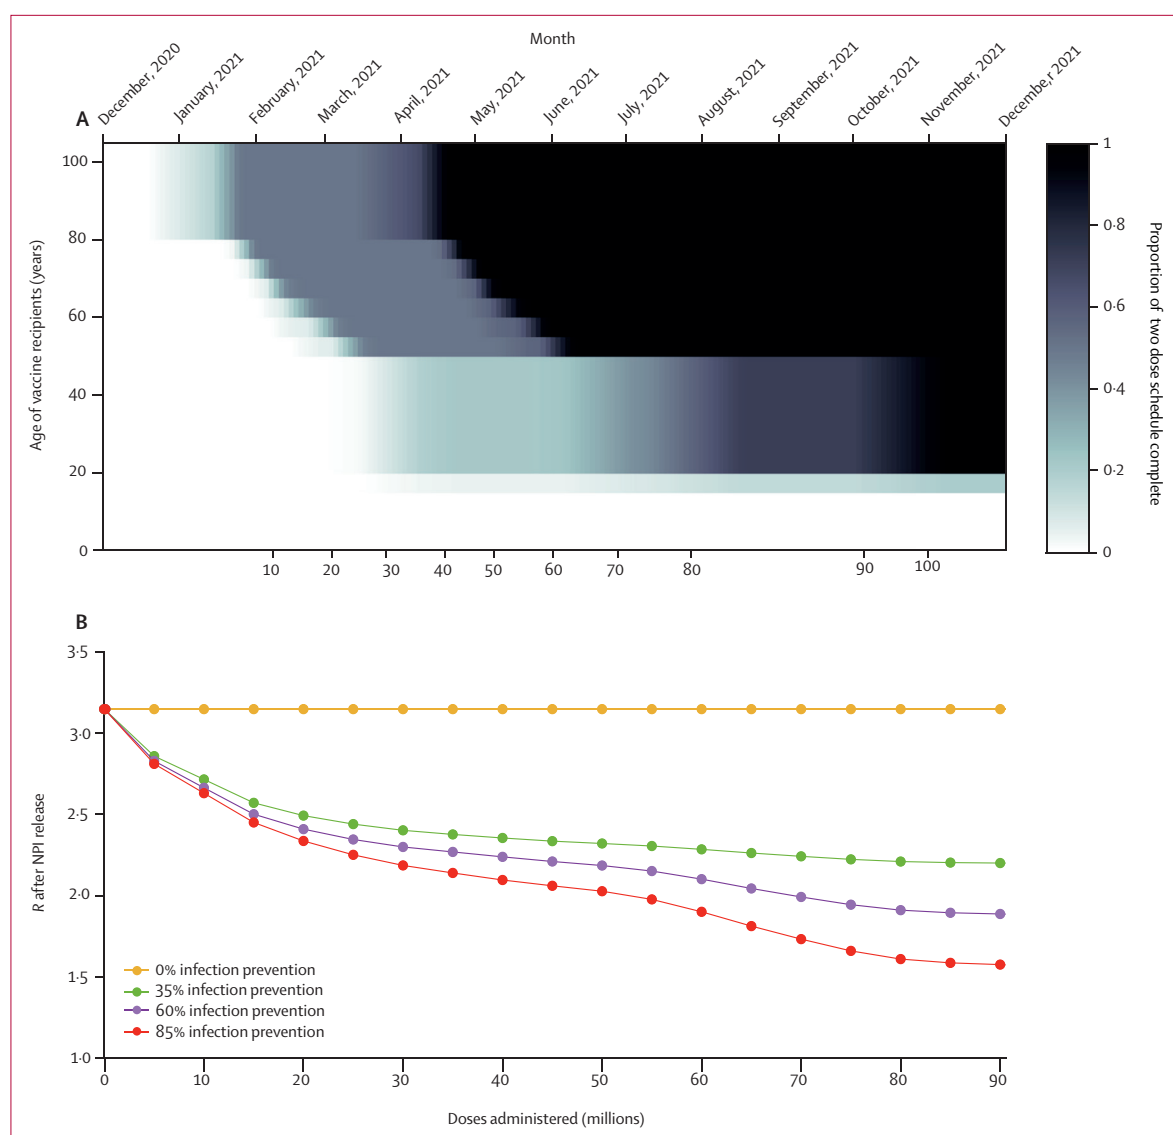 Month
December, 2020
January, 2021
February, 2021
March, 2021
April, 2021
May, 2021
June, 2021
July, 2021
August, 2021
September, 2021
October, 2021
November, 2021
Decembe,r 2021
A
Age of vaccine recipients (years)
100
80
60
40
20
0
10 20 30 40 50 60 70 80 90 100
1
0·8
0·6
0·4
0·2
0
Proportion of two dose schedule complete
B
R after NPI release
3·5
3·0
2·5
2·0
1·5
1·0
0% infection prevention
35% infection prevention
60% infection prevention
85% infection prevention
0 10 20 30 40 50 60 70 80 90
Doses administered (millions)